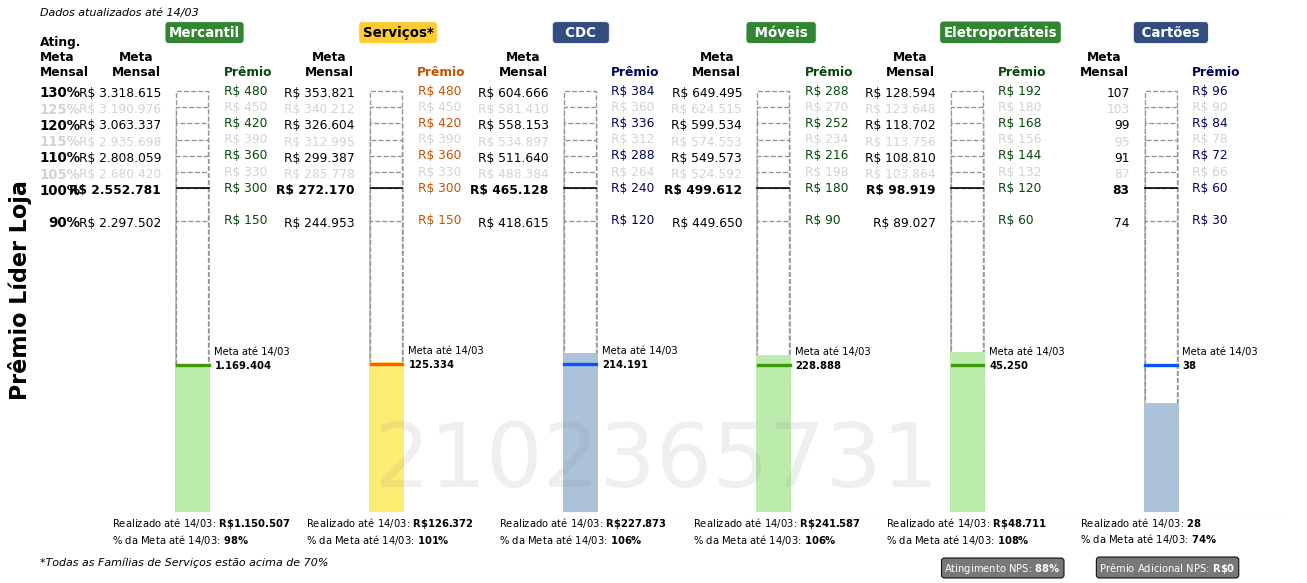 Dados atualizados até 14/03
Mercantil Serviços* CDC Móveis Eletroportáteis Cartões
Ating.
Meta Meta Meta Meta Meta Meta Meta
Mensal Mensal Prêmio Mensal Prêmio Mensal Prêmio Mensal Prêmio Mensal Prêmio Mensal Prêmio
130% R$ 3.318.615 R$ 480 R$ 353.821 R$ 480 R$ 604.666 R$ 384 R$ 649.495 R$ 288 R$ 128.594 R$ 192 107 R$ 96
125% R$ 3.190.976 R$ 450 R$ 340.212 R$ 450 R$ 581.410 R$ 360 R$ 624.515 R$ 270 R$ 123.648 R$ 180 103 R$ 90
120% R$ 3.063.337 R$ 420 R$ 326.604 R$ 420 R$ 558.153 R$ 336 R$ 599.534 R$ 252 R$ 118.702 R$ 168 99 R$ 84
115% R$ 2.935.698 R$ 390 R$ 312.995 R$ 390 R$ 534.897 R$ 312 R$ 574.553 R$ 234 R$ 113.756 R$ 156 95 R$ 78
110% R$ 2.808.059 R$ 360 R$ 299.387 R$ 360 R$ 511.640 R$ 288 R$ 549.573 R$ 216 R$ 108.810 R$ 144 91 R$ 72
105% R$ 2.680.420 R$ 330 R$ 285.778 R$ 330 R$ 488.384 R$ 264 R$ 524.592 R$ 198 R$ 103.864 R$ 132 87 R$ 66
100% R$ 2.552.781 R$ 300 R$ 272.170 R$ 300 R$ 465.128 R$ 240 R$ 499.612 R$ 180 R$ 98.919 R$ 120 83 R$ 60
90% R$ 2.297.502 R$ 150 R$ 244.953 R$ 150 R$ 418.615 R$ 120 R$ 449.650 R$ 90 R$ 89.027 R$ 60 74 R$ 30
Prêmio Líder Loja
Meta até 14/03 Meta até 14/03 Meta até 14/03 Meta até 14/03 Meta até 14/03 Meta até 14/03
1.169.404 125.334 214.191 228.888 45.250 38
2102365731
Realizado até 14/03: R$1.150.507 Realizado até 14/03: R$126.372 Realizado até 14/03: R$227.873 Realizado até 14/03: R$241.587 Realizado até 14/03: R$48.711 Realizado até 14/03: 28
% da Meta até 14/03: 98% % da Meta até 14/03: 101% % da Meta até 14/03: 106% % da Meta até 14/03: 106% % da Meta até 14/03: 108% % da Meta até 14/03: 74%
*Todas as Famílias de Serviços estão acima de 70% Atingimento NPS: 88% Prêmio Adicional NPS: R$0